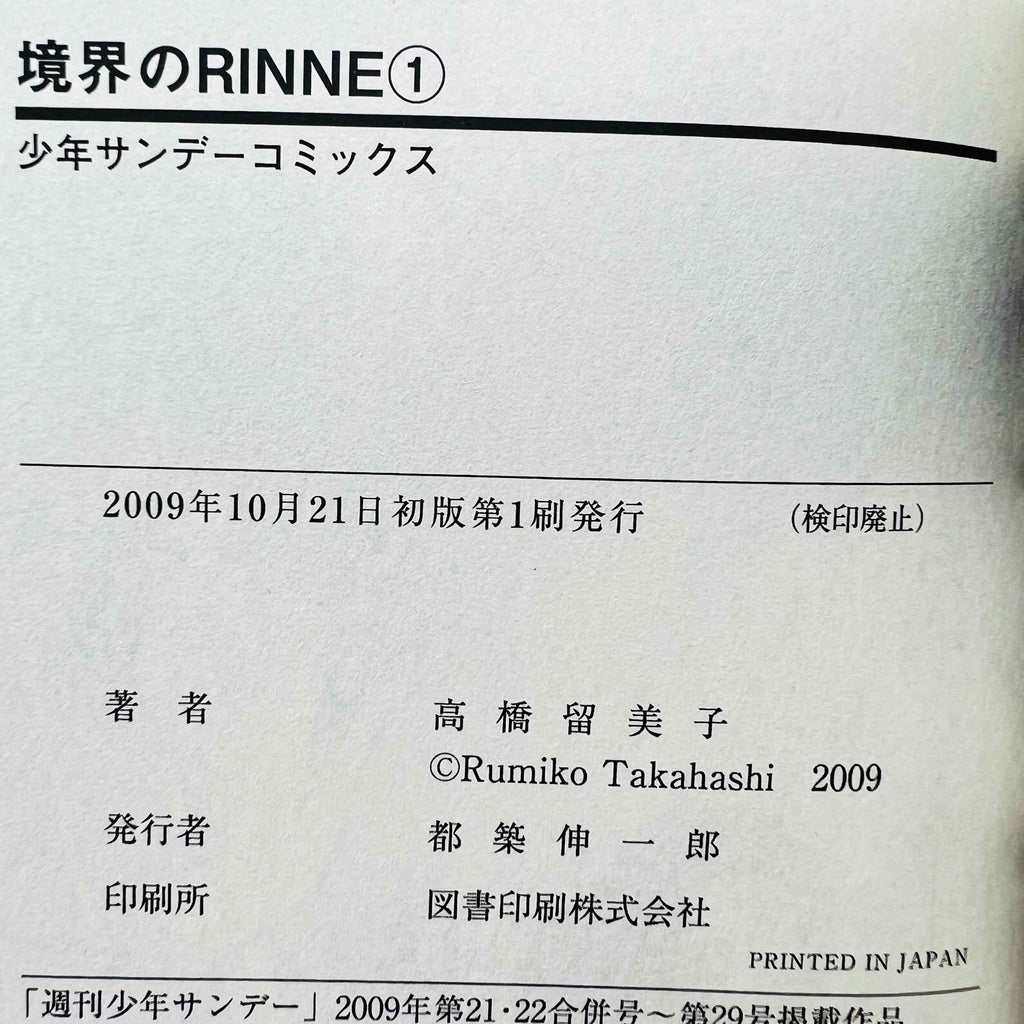 境界のRINNE①
少年サンデーコミックス
2009年10月21日初版第1刷発行 (検印廃止)
著 者 高 橋 留 美 子
©Rumiko Takahashi 2009
発行者 都 築 伸 一 郎
印刷所 図書印刷株式会社
PRINTED IN JAPAN
「週刊少年サンデー」2009年第21・22合併号～第29号掲載作品